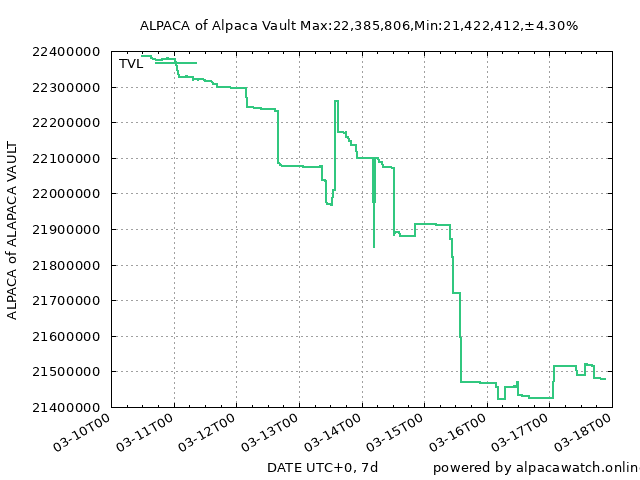 ALPACA of Alpaca Vault Max:22,385,806,Min:21,422,412,±4.30%
22400000
TVL
22300000
22200000
22100000
22000000
21900000
21800000
21700000
21600000
21500000
21400000
ALPACA of ALAPACA VAULT
03-10T00
03-11T00
03-12T00
03-13T00
03-14T00
03-15T00
03-16T00
03-17T00
03-18T00
DATE UTC+0, 7d
powered by alpacawatch.onlin